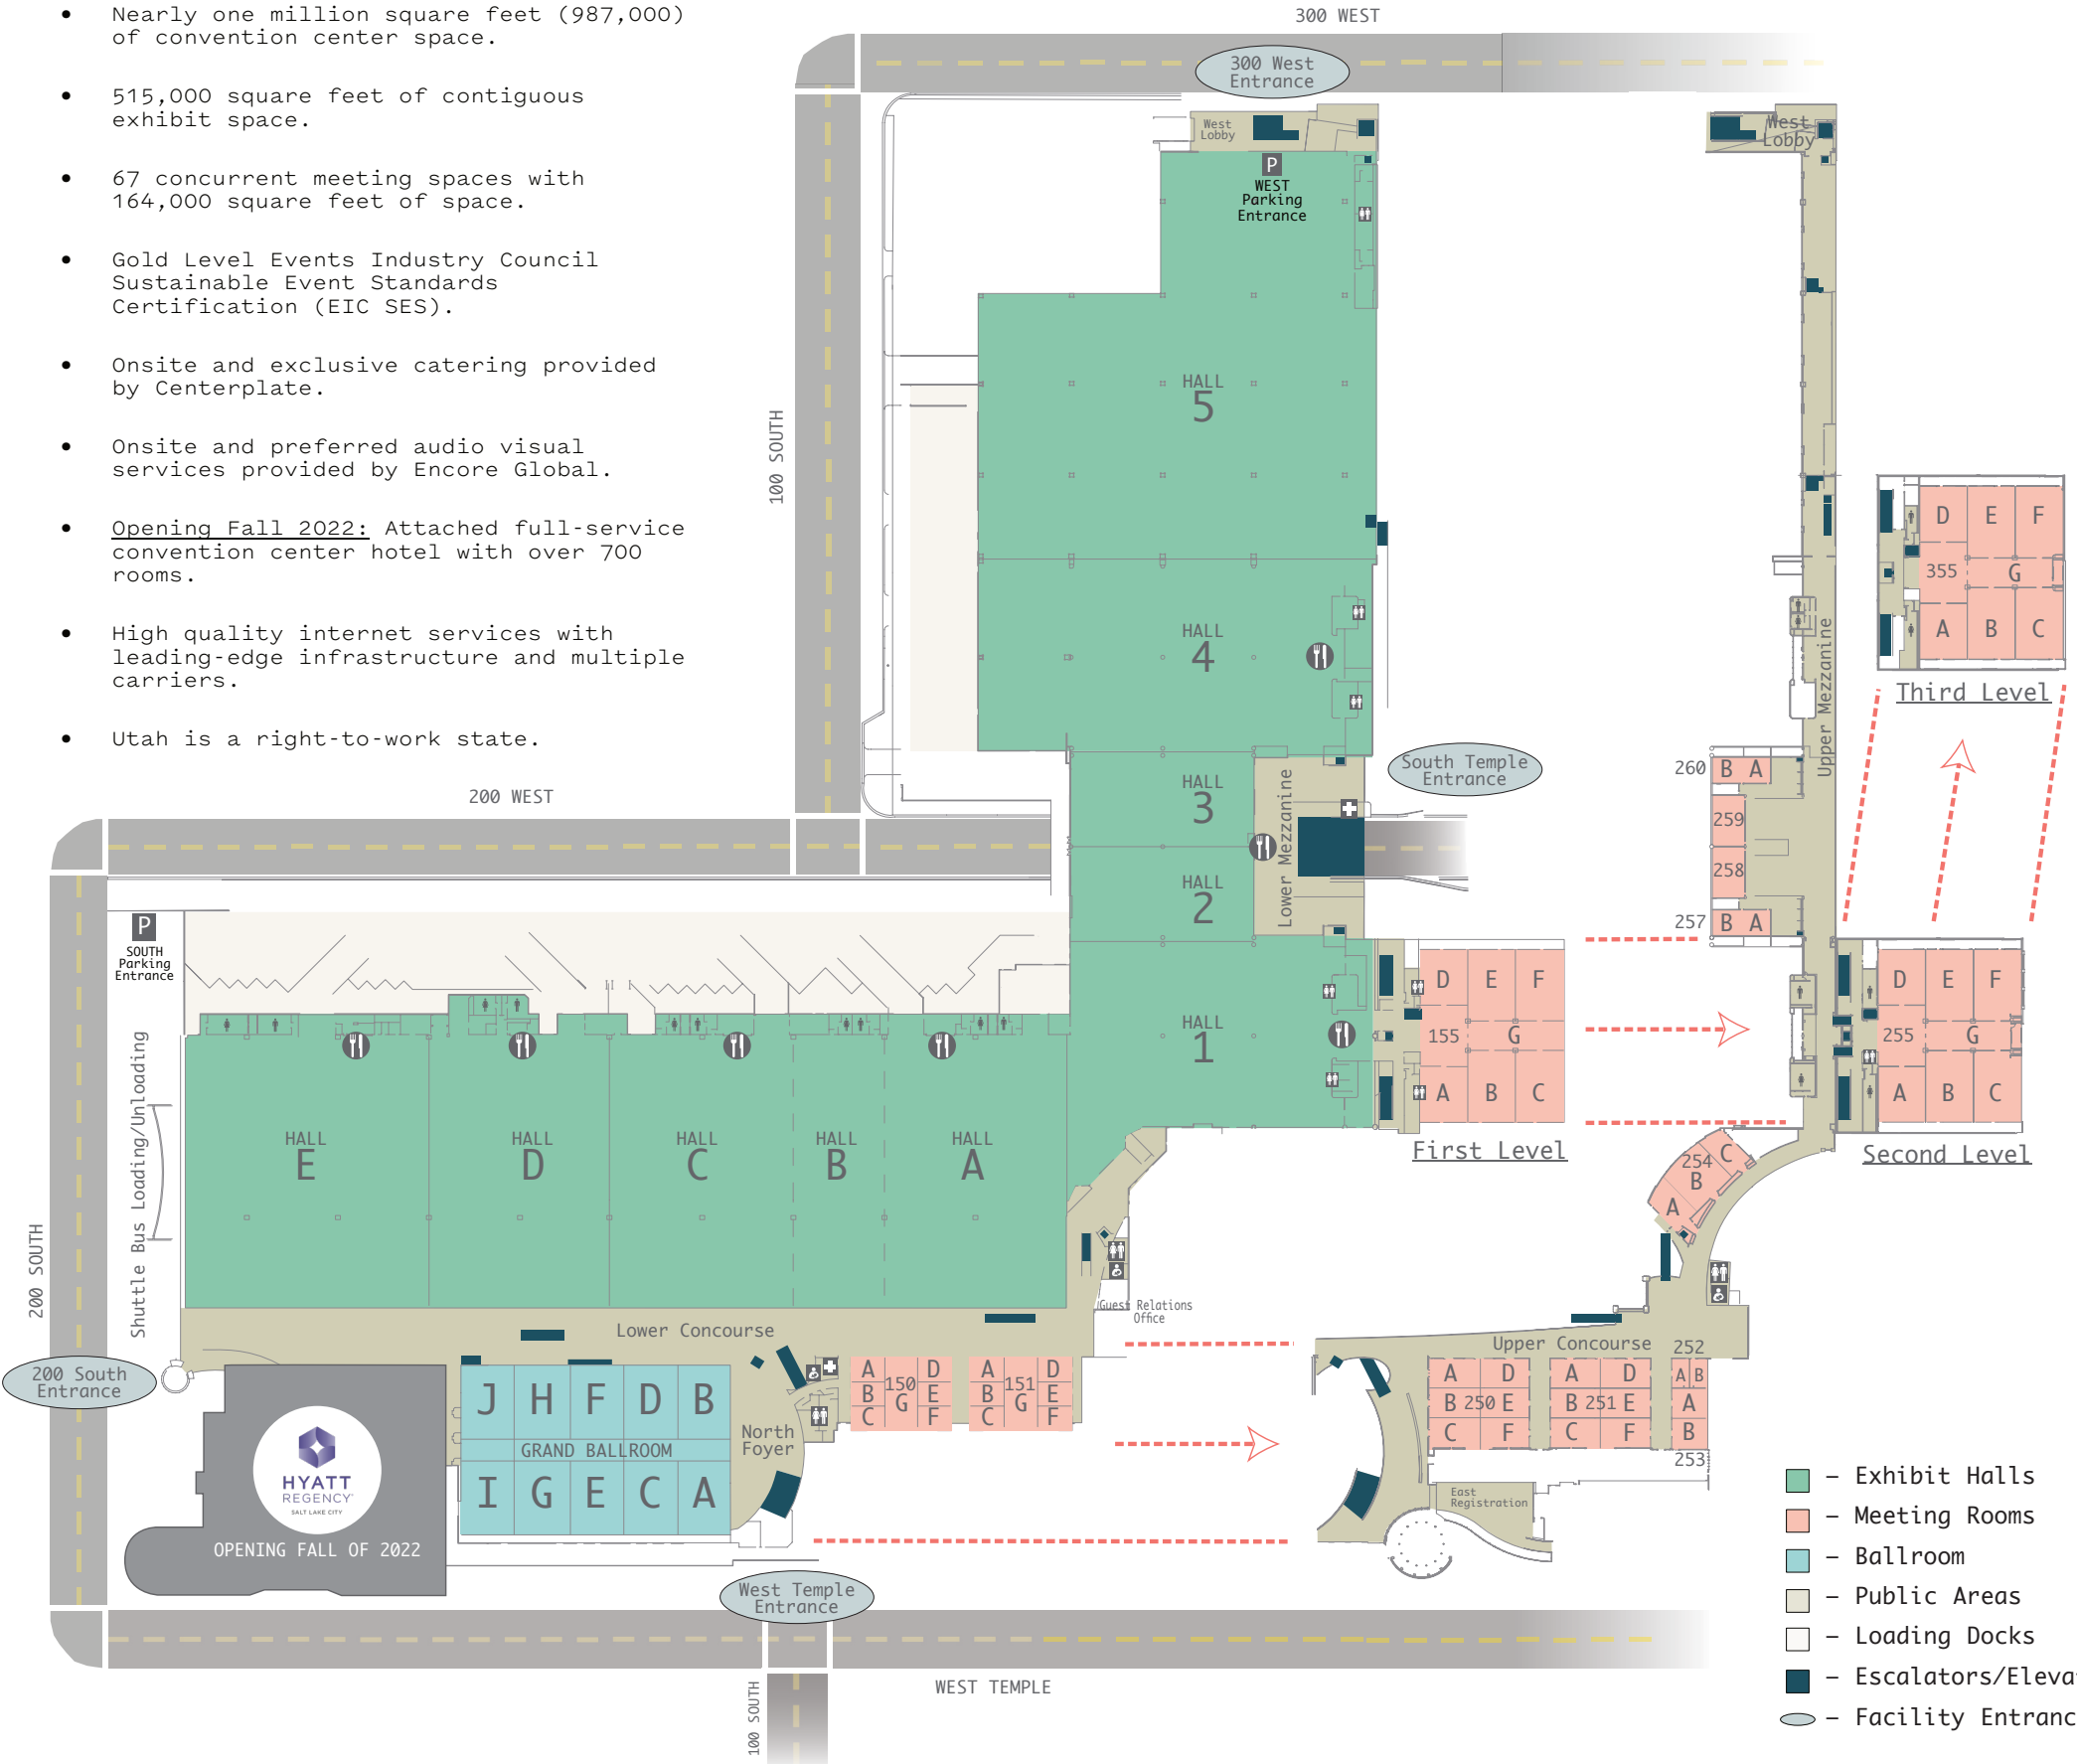 • Nearly one million square feet (987,000)
of convention center space.
• 515,000 square feet of contiguous
exhibit space.
• 67 concurrent meeting spaces with
164,000 square feet of space.
• Gold Level Events Industry Council
Sustainable Event Standards
Certification (EIC SES).
• Onsite and exclusive catering provided
by Centerplate.
• Onsite and preferred audio visual
services provided by Encore Global.
• Opening Fall 2022: Attached full-service
convention center hotel with over 700
rooms.
• High quality internet services with
leading-edge infrastructure and multiple
carriers.
• Utah is a right-to-work state.
300 WEST
300 West
Entrance
West
Lobby
West
Lobby
P
WEST
Parking
Entrance
100 SOUTH
HALL
5
HALL
4
HALL
3
HALL
2
HALL
1
Lower Mezzanine
South Temple
Entrance
Upper Mezzanine
D E F
355 G
A B C
Third Level
260 B A
259
258
257 B A
200 WEST
P
SOUTH
Parking
Entrance
Shuttle Bus Loading/Unloading
200 SOUTH
HALL
E
HALL
D
HALL
C
HALL
B
HALL
A
D E F
155 G
A B C
First Level
D E F
255 G
A B C
Second Level
254
C
B
A
Guest Relations
Office
Lower Concourse
200 South
Entrance
J H F D B
GRAND BALLROOM
I G E C A
North
Foyer
A D
B 150 E
G
C F
A D
B 151 E
G
C F
Upper Concourse
252
A B
A D
B 250 E
C F
A D
B 251 E
C F
A
B
253
East
Registration
HYATT
REGENCY
SALT LAKE CITY
OPENING FALL OF 2022
West Temple
Entrance
WEST TEMPLE
100 SOUTH
– Exhibit Halls
– Meeting Rooms
– Ballroom
– Public Areas
– Loading Docks
– Escalators/Eleva
– Facility Entranc